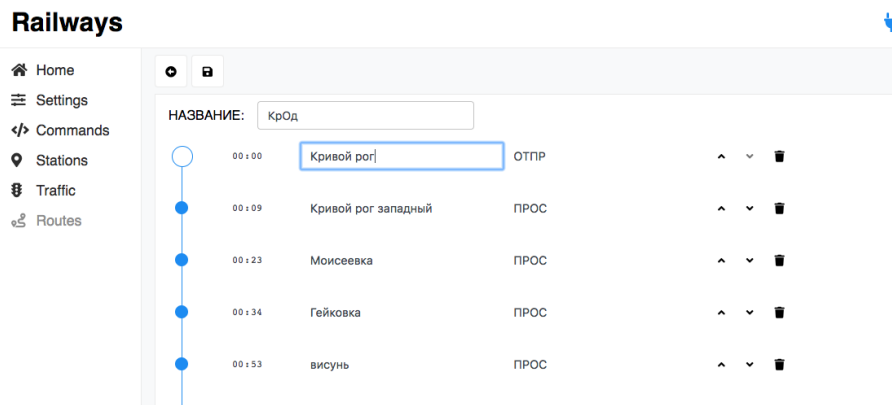 Railways
Home
Settings
Commands
Stations
Traffic
Routes
НАЗВАНИЕ: КрОд
00:00 Кривой рог ОТПР
00:09 Кривой рог западный ПРОС
00:23 Моисеевка ПРОС
00:34 Гейковка ПРОС
00:53 висунь ПРОС